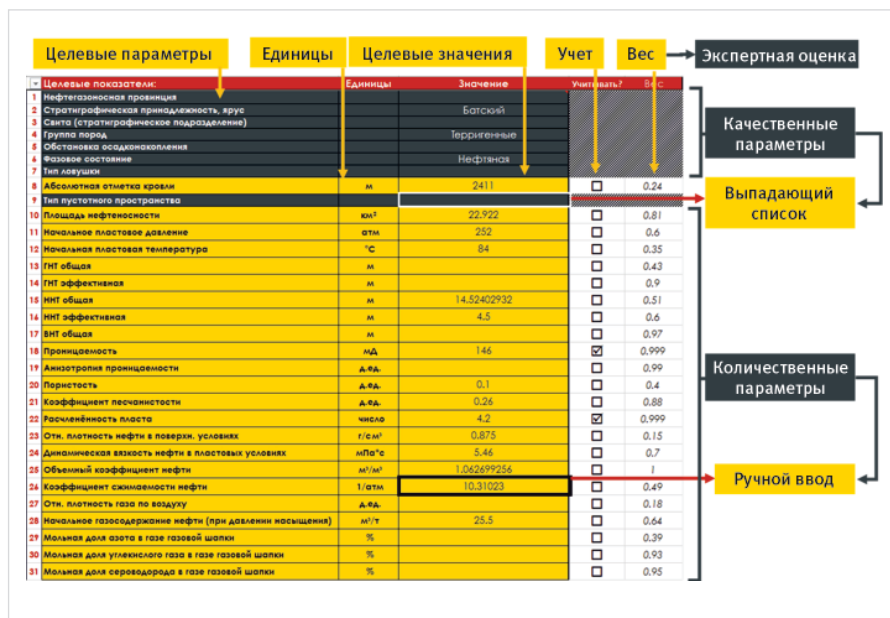 Целевые параметры Единицы Целевые значения Учет Вес Экспертная оценка
Целевые показатели: Единицы Значение Учитывать? Вес
1 Нефтегазоносная провинция
2 Стратиграфическая принадлежность, ярус Батский
3 Свита (стратиграфическое подразделение)
4 Группа пород Терригенные
5 Обстановка осадконакопления
6 Фазовое состояние Нефтяная
7 Тип ловушки
Качественные
параметры
8 Абсолютная отметка кровли м 2411 0.24
9 Тип пустотного пространства
Выпадающий
список
10 Площадь нефтеносности км² 22.922 0.81
11 Начальное пластовое давление атм 252 0.6
12 Начальная пластовая температура °C 84 0.35
13 ГНТ общая м 0.43
14 ГНТ эффективная м 0.9
15 ННТ общая м 14.52402932 0.51
16 ННТ эффективная м 4.5 0.6
17 ВНТ общая м 0.97
18 Проницаемость мД 146 0.999
19 Анизотропия проницаемости д.ед. 0.99
20 Пористость д.ед. 0.1 0.4
21 Коэффициент песчанистости д.ед. 0.26 0.88
22 Расчленённость пласта число 4.2 0.999
23 Отн. плотность нефти в поверхн. условиях г/см³ 0.875 0.15
24 Динамическая вязкость нефти в пластовых условиях мПа*с 5.46 0.7
25 Объемный коэффициент нефти м³/м³ 1.062699256 1
26 Коэффициент сжимаемости нефти 1/атм 10.31023 0.49
27 Отн. плотность газа по воздуху д.ед. 0.18
28 Начальное газосодержание нефти (при давлении насыщения) м³/т 25.5 0.64
29 Мольная доля азота в газе газовой шапки % 0.39
30 Мольная доля углекислого газа в газе газовой шапки % 0.93
31 Мольная доля сероводорода в газе газовой шапки % 0.95
Количественные
параметры
Ручной ввод